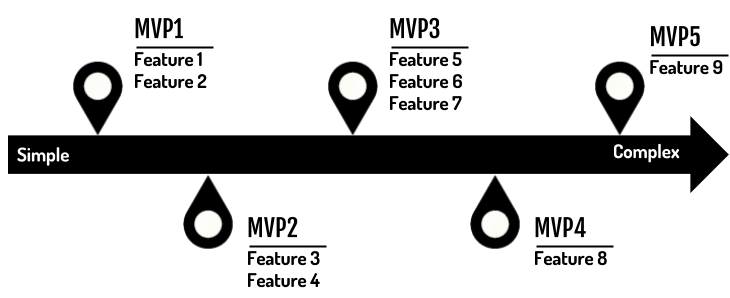 MVP1
Feature 1
Feature 2
MVP3
Feature 5
Feature 6
Feature 7
MVP5
Feature 9
Simple
Complex
MVP2
Feature 3
Feature 4
MVP4
Feature 8